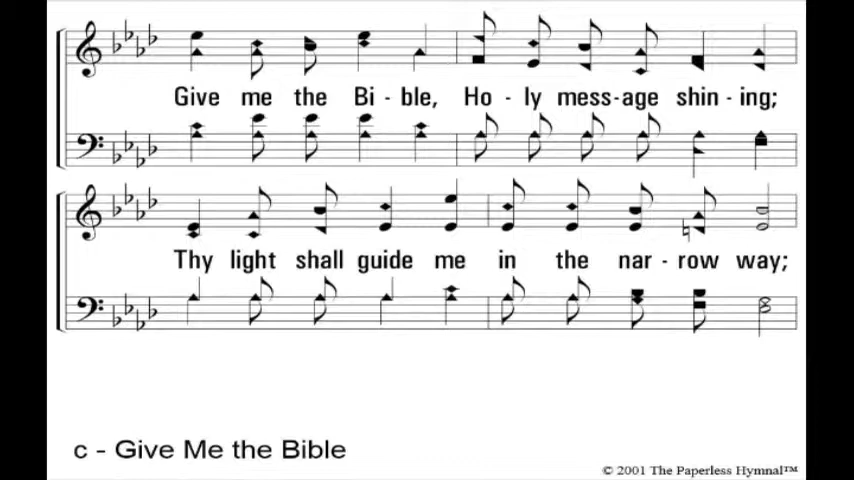 Give me the Bi - ble, Ho - ly mess-age shin - ing;
Thy light shall guide me in the nar - row way;
c - Give Me the Bible
© 2001 The Paperless Hymnal™